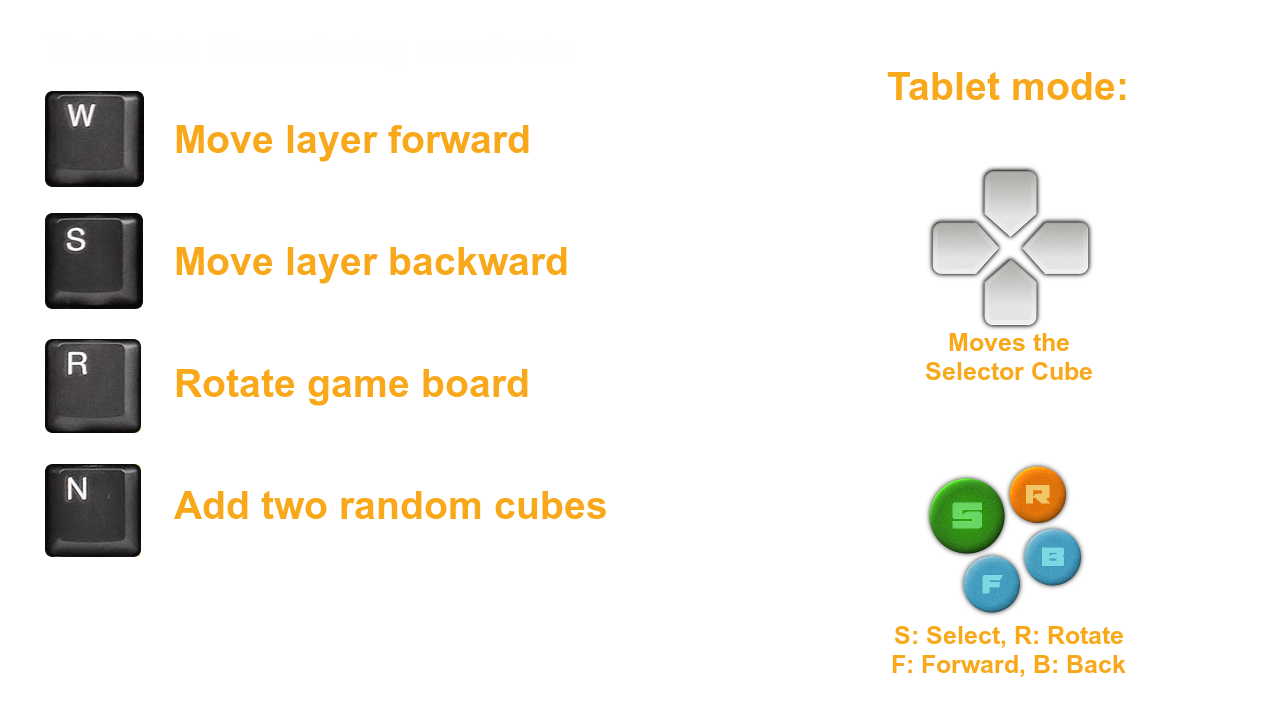 W
Move layer forward
S
Move layer backward
R
Rotate game board
N
Add two random cubes
Tablet mode:
Moves the
Selector Cube
S
R
B
F
S: Select, R: Rotate
F: Forward, B: Back